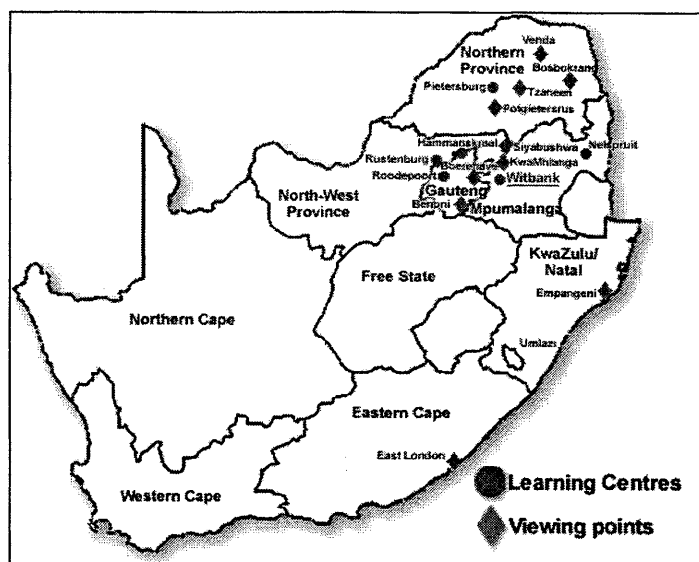 Venda
Northern
Province
Bosbokrand
Pietersburg
Tzaneen
Potgietersrus
Hammanskraal
Siyabushwa
Nelspruit
Rustenburg
Boerehave
KwaMhlanga
Roodepoort
Witbank
North-West
Province
Gauteng
Benoni
Mpumalanga
KwaZulu/
Natal
Free State
Empangeni
Northern Cape
Umlazi
Eastern Cape
East London
Western Cape
Learning Centres
Viewing points